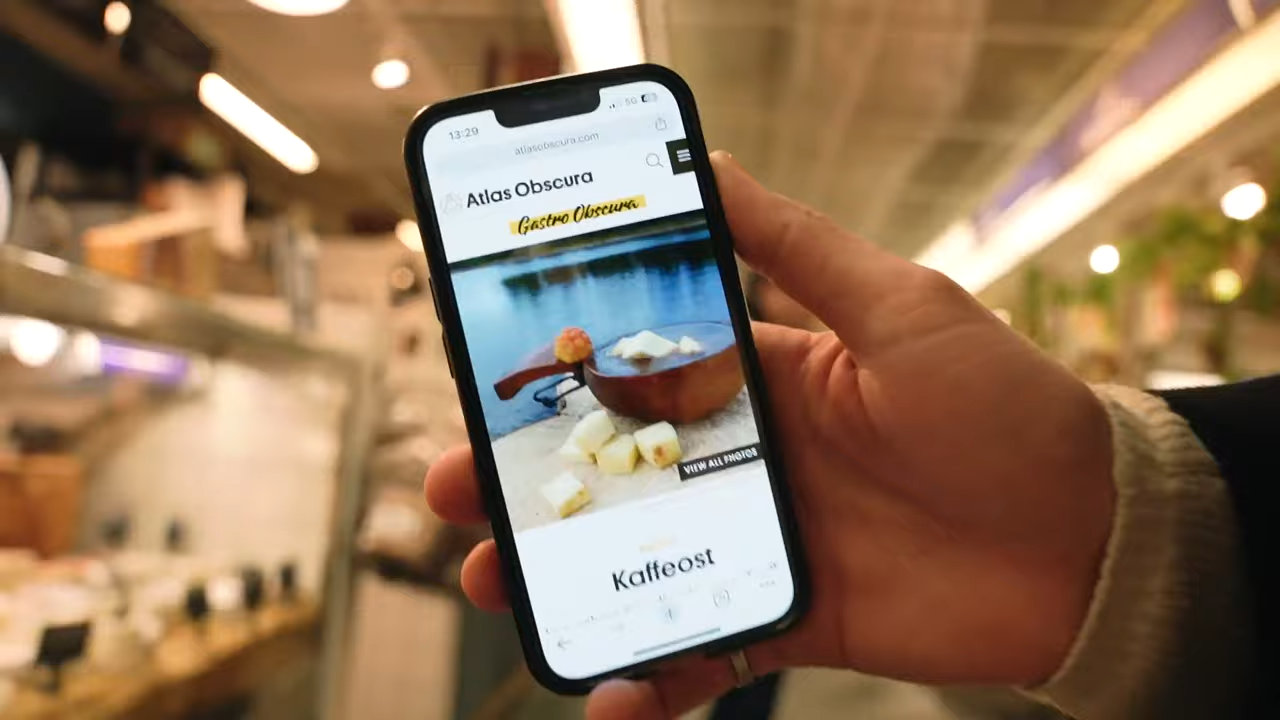 13:29
5G
atlasobscura.com
Atlas Obscura
Gastro Obscura
VIEW ALL PHOTOS
Kaffeost